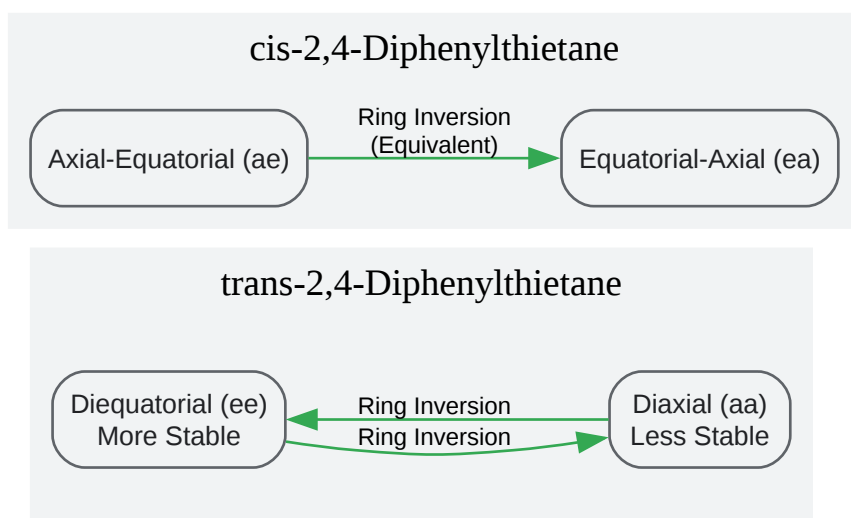 cis-2,4-Diphenylthietane
Ring Inversion
(Equivalent)
Axial-Equatorial (ae)
Equatorial-Axial (ea)
trans-2,4-Diphenylthietane
Diequatorial (ee)
More Stable
Ring Inversion
Ring Inversion
Diaxial (aa)
Less Stable